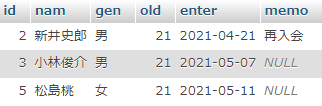 id nam gen old enter memo
2 新井史郎 男 21 2021-04-21 再入会
3 小林俊介 男 21 2021-05-07 NULL
5 松島桃 女 21 2021-05-11 NULL